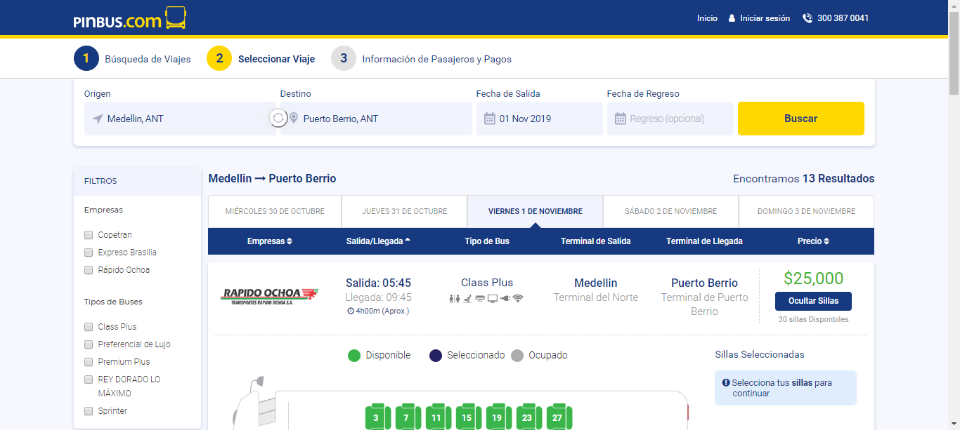 PINBUS.com
Inicio Iniciar sesión 300 387 0041
1 Búsqueda de Viajes 2 Seleccionar Viaje 3 Información de Pasajeros y Pagos
Origen Destino Fecha de Salida Fecha de Regreso
Medellin, ANT Puerto Berrio, ANT 01 Nov 2019 Regreso (opcional) Buscar
FILTROS
Empresas
Copetran
Expreso Brasilia
Rápido Ochoa
Tipos de Buses
Class Plus
Preferencial de Lujo
Premium Plus
REY DORADO LO
MÁXIMO
Sprinter
Medellin → Puerto Berrio Encontramos 13 Resultados
MIÉRCOLES 30 DE OCTUBRE JUEVES 31 DE OCTUBRE VIERNES 1 DE NOVIEMBRE SÁBADO 2 DE NOVIEMBRE DOMINGO 3 DE NOVIEMBRE
Empresas Salida/Llegada Tipo de Bus Terminal de Salida Terminal de Llegada Precio
RAPIDO OCHOA
TRANSPORTES RAPIDO OCHOA S.A.
Salida: 05:45
Llegada: 09:45
4h00m (Aprox.)
Class Plus
Medellin
Terminal del Norte
Puerto Berrio
Terminal de Puerto
Berrio
$25,000
Ocultar Sillas
30 sillas Disponibles
Disponible Seleccionado Ocupado
Sillas Seleccionadas
Selecciona tus sillas para
continuar
3 7 11 15 19 23 27